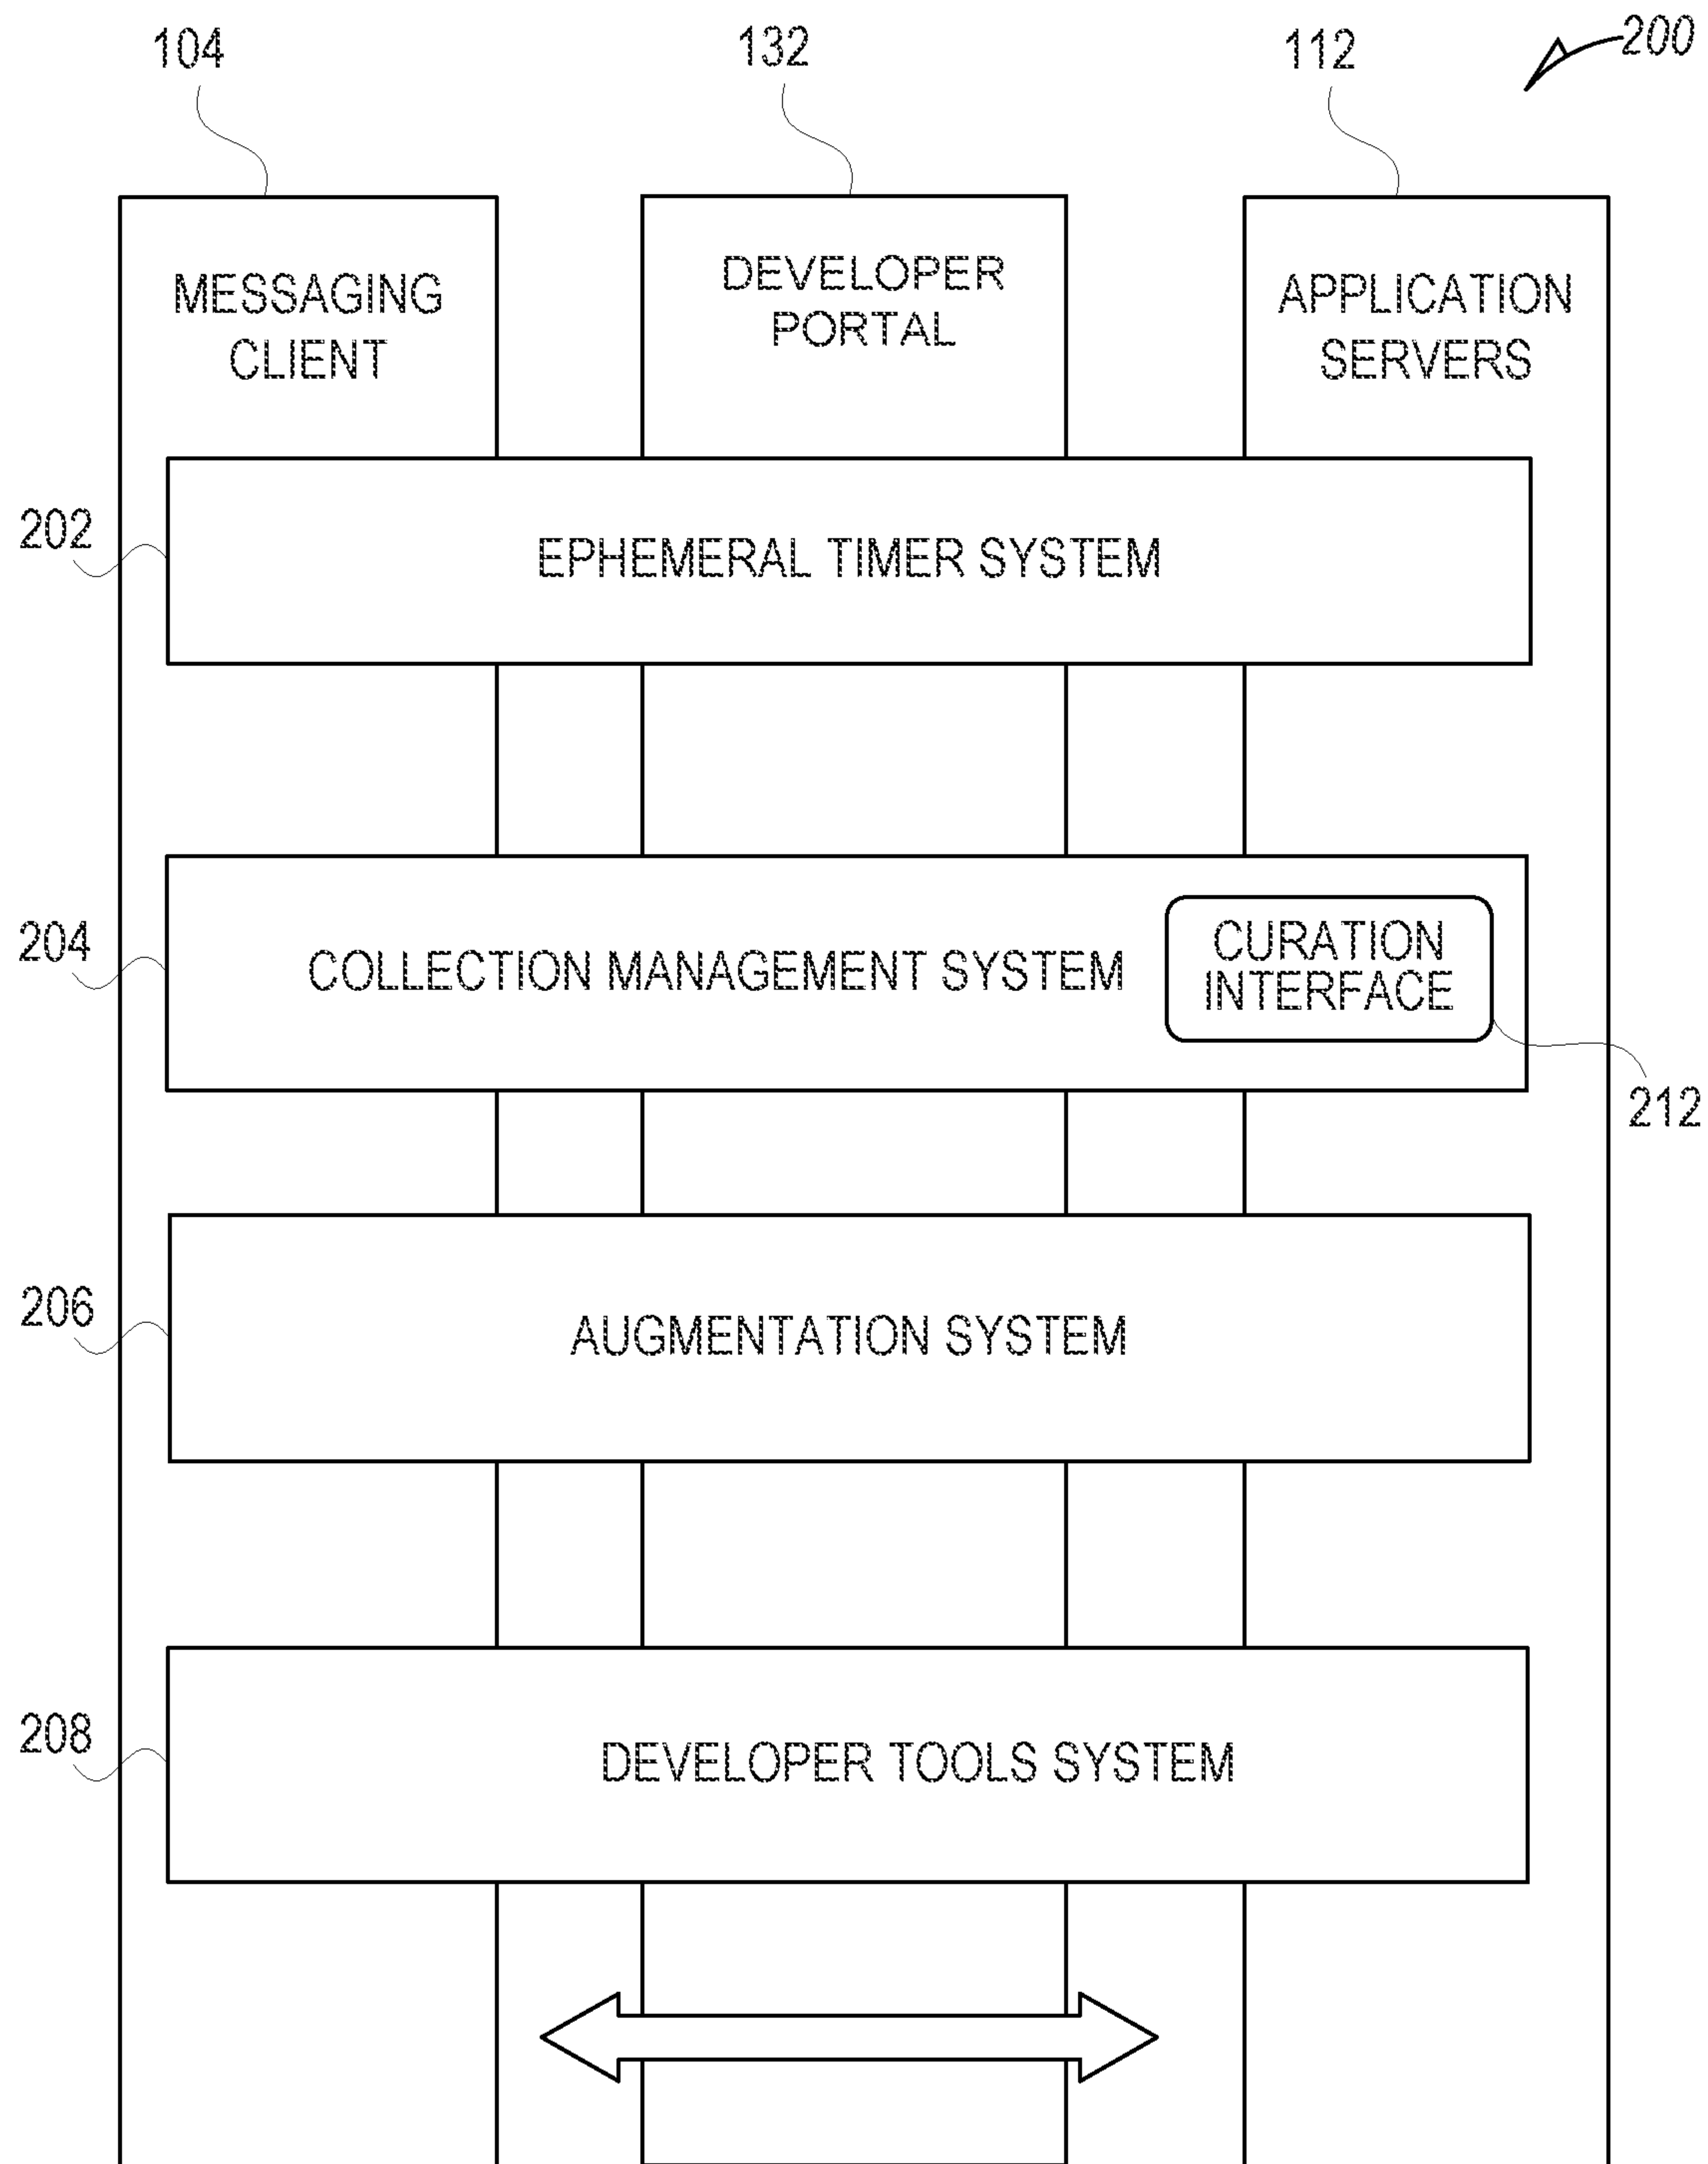 104
132
112
200
MESSAGING
CLIENT
DEVELOPER
PORTAL
APPLICATION
SERVERS
202
EPHEMERAL TIMER SYSTEM
204
COLLECTION MANAGEMENT SYSTEM
CURATION
INTERFACE
212
206
AUGMENTATION SYSTEM
208
DEVELOPER TOOLS SYSTEM